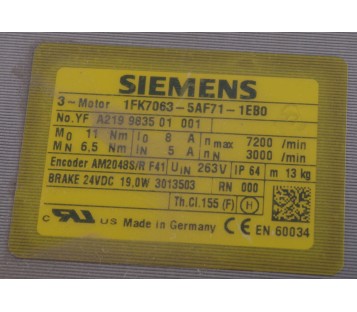 SIEMENS
3-Motor 1FK7063-5AF71-1EB0
No.YF A219 9835 01 001
M0 11 Nm I0 8 A nmax 7200 /min
MN 6,5 Nm IN 5 A nN 3000 /min
Encoder AM2048S/R F41 UIN 263V IP 64 m 13 kg
BRAKE 24VDC 19,0W 3013503 RN 000
Th.Cl.155 (F) H
c RU US Made in Germany CE EN 60034